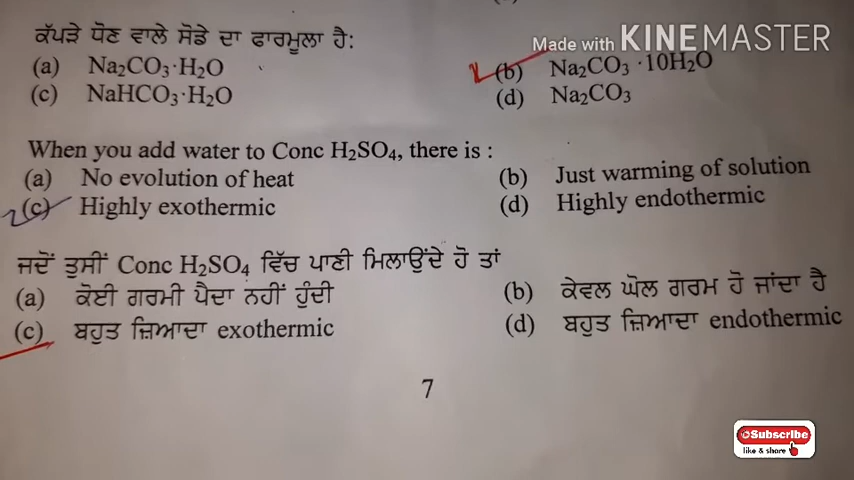 ਕੱਪੜੇ ਧੋਣ ਵਾਲੇ ਸੋਡੇ ਦਾ ਫਾਰਮੂਲਾ ਹੈ:
Made with KINEMASTER
(a) Na₂CO₃·H₂O (b) Na₂CO₃ ·10H₂O
(c) NaHCO₃·H₂O (d) Na₂CO₃
When you add water to Conc H₂SO₄, there is :
(a) No evolution of heat (b) Just warming of solution
(c) Highly exothermic (d) Highly endothermic
ਜਦੋਂ ਤੁਸੀਂ Conc H₂SO₄ ਵਿੱਚ ਪਾਣੀ ਮਿਲਾਉਂਦੇ ਹੋ ਤਾਂ
(a) ਕੋਈ ਗਰਮੀ ਪੈਦਾ ਨਹੀਂ ਹੁੰਦੀ (b) ਕੇਵਲ ਘੋਲ ਗਰਮ ਹੋ ਜਾਂਦਾ ਹੈ
(c) ਬਹੁਤ ਜ਼ਿਆਦਾ exothermic (d) ਬਹੁਤ ਜ਼ਿਆਦਾ endothermic
7
Subscribe
like & share